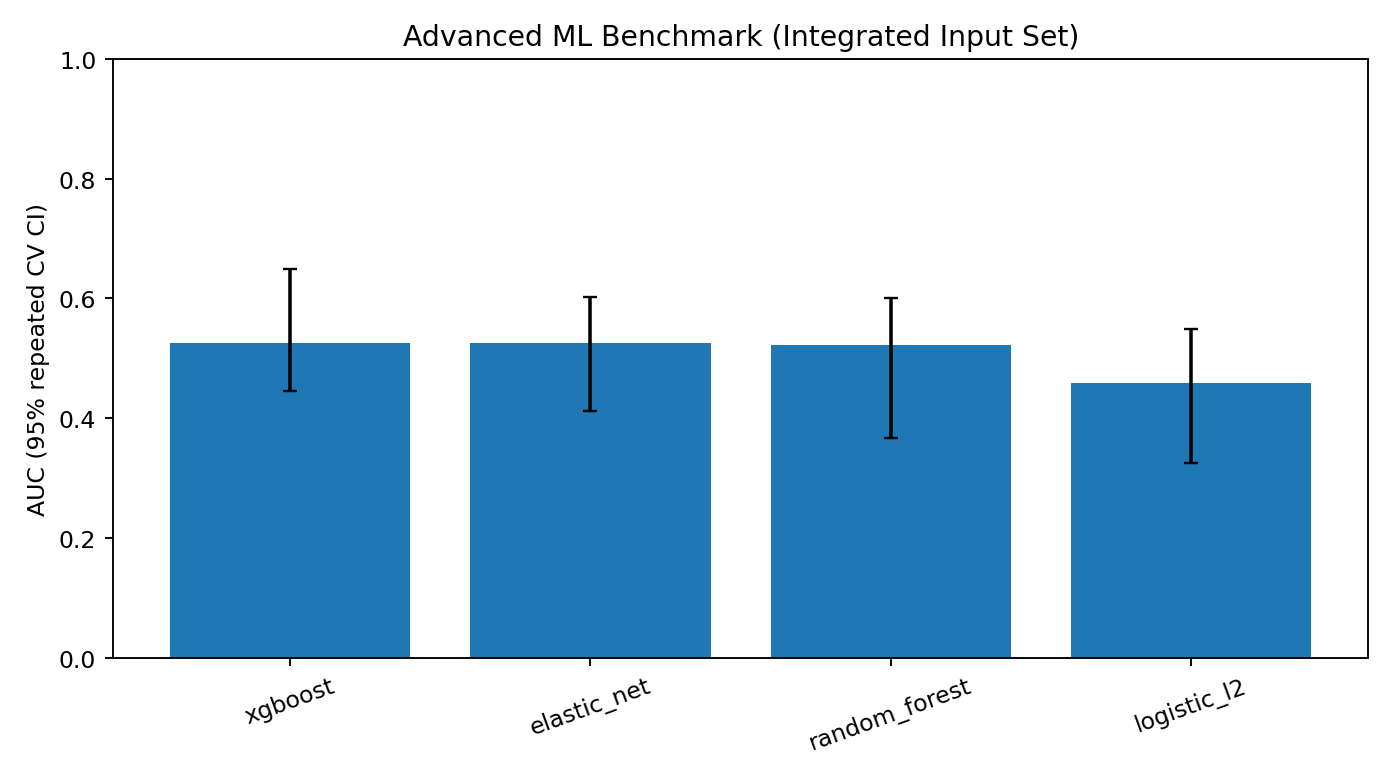 Advanced ML Benchmark (Integrated Input Set)
AUC (95% repeated CV CI)
1.0
0.8
0.6
0.4
0.2
0.0
xgboost
elastic_net
random_forest
logistic_l2